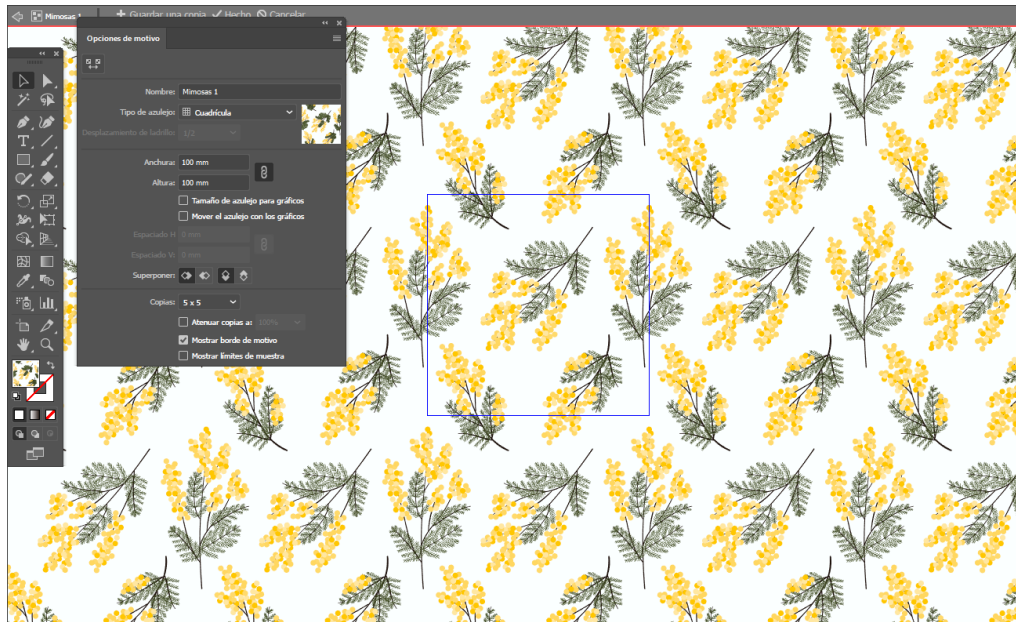 Mimosas 1
Guardar una copia Hecho Cancelar
Opciones de motivo
Nombre: Mimosas 1
Tipo de azulejo: Cuadrícula
Desplazamiento de ladrillo: 1/2
Anchura: 100 mm
Altura: 100 mm
Tamaño de azulejo para gráficos
Mover el azulejo con los gráficos
Espaciado H 0 mm
Espaciado V: 0 mm
Superponer:
Copias: 5 x 5
Atenuar copias a: 100%
Mostrar borde de motivo
Mostrar límites de muestra